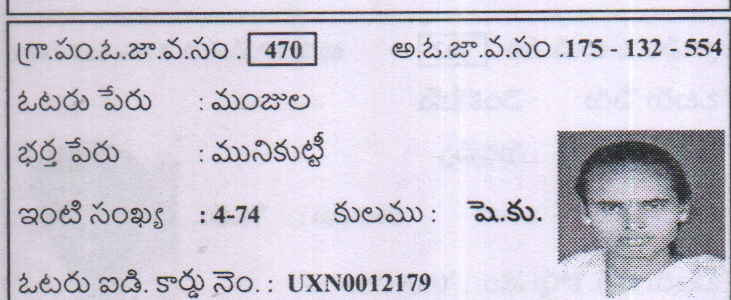 గ్రా.పం.ఓ.జా.వ.సం. 470 అ.ఓ.జా.వ.సం .175 - 132 - 554
ఓటరు పేరు : మంజుల
భర్త పేరు : మునికుట్టీ
ఇంటి సంఖ్య : 4-74 కులము : షె.కు.
ఓటరు ఐడి. కార్డు నెం. : UXN0012179